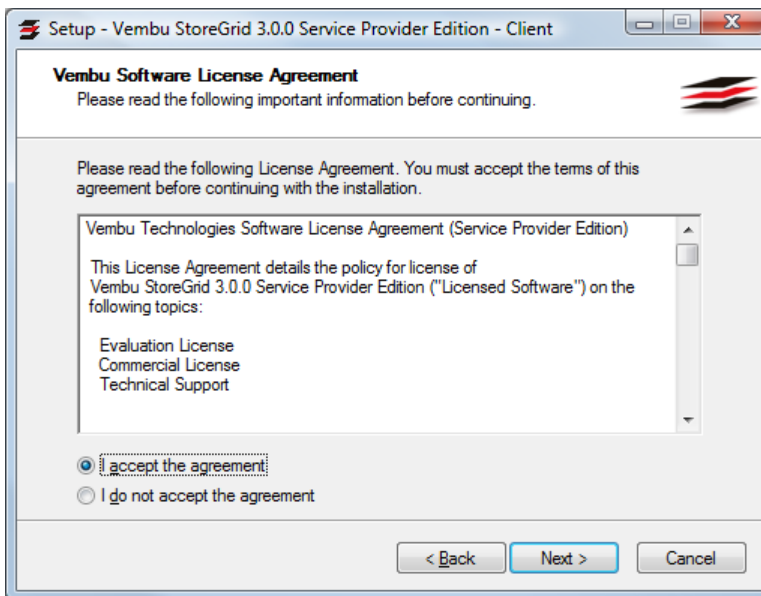 Setup - Vembu StoreGrid 3.0.0 Service Provider Edition - Client
Vembu Software License Agreement
Please read the following important information before continuing.
Please read the following License Agreement. You must accept the terms of this
agreement before continuing with the installation.
Vembu Technologies Software License Agreement (Service Provider Edition)
This License Agreement details the policy for license of
Vembu StoreGrid 3.0.0 Service Provider Edition ("Licensed Software") on the
following topics:
Evaluation License
Commercial License
Technical Support
I accept the agreement
I do not accept the agreement
< Back Next > Cancel